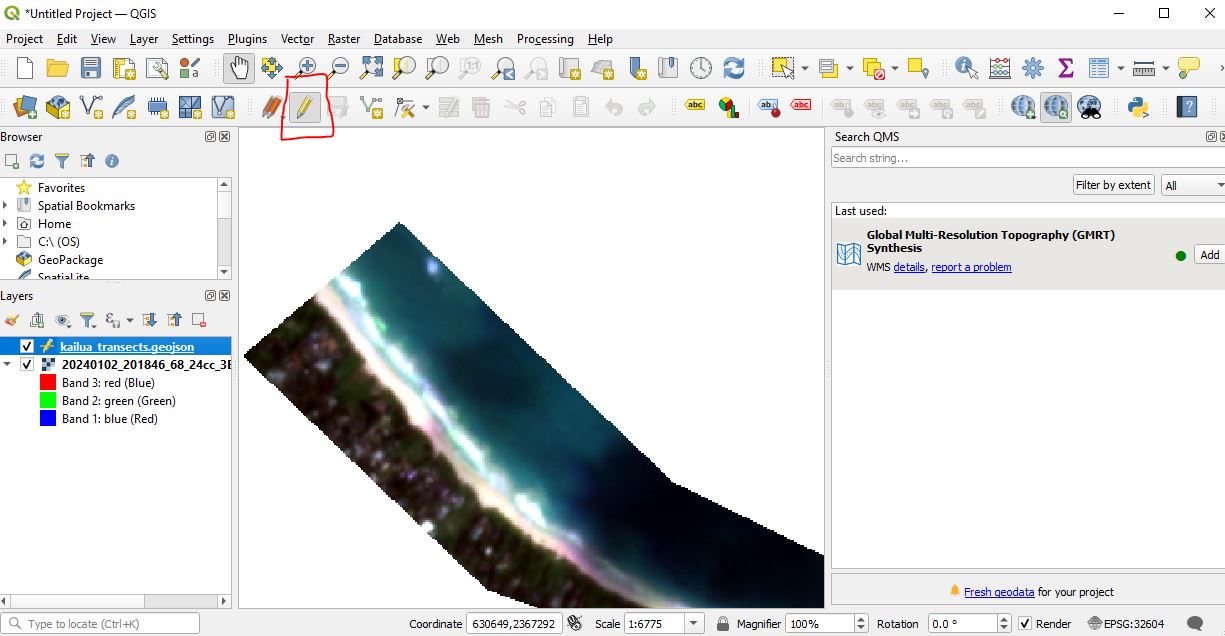 *Untitled Project — QGIS
Project Edit View Layer Settings Plugins Vector Raster Database Web Mesh Processing Help
abc abc abc
Browser
Favorites
Spatial Bookmarks
Home
C:\ (OS)
GeoPackage
SpatiaLite
Layers
kailua_transects.geojson
20240102_201846_68_24cc_3B
Band 3: red (Blue)
Band 2: green (Green)
Band 1: blue (Red)
Search QMS
Search string...
Filter by extent All
Last used:
Global Multi-Resolution Topography (GMRT)
Synthesis
WMS details, report a problem
Add
Fresh geodata for your project
Type to locate (Ctrl+K) Coordinate 630649,2367292 Scale 1:6775 Magnifier 100% Rotation 0.0 ° Render EPSG:32604